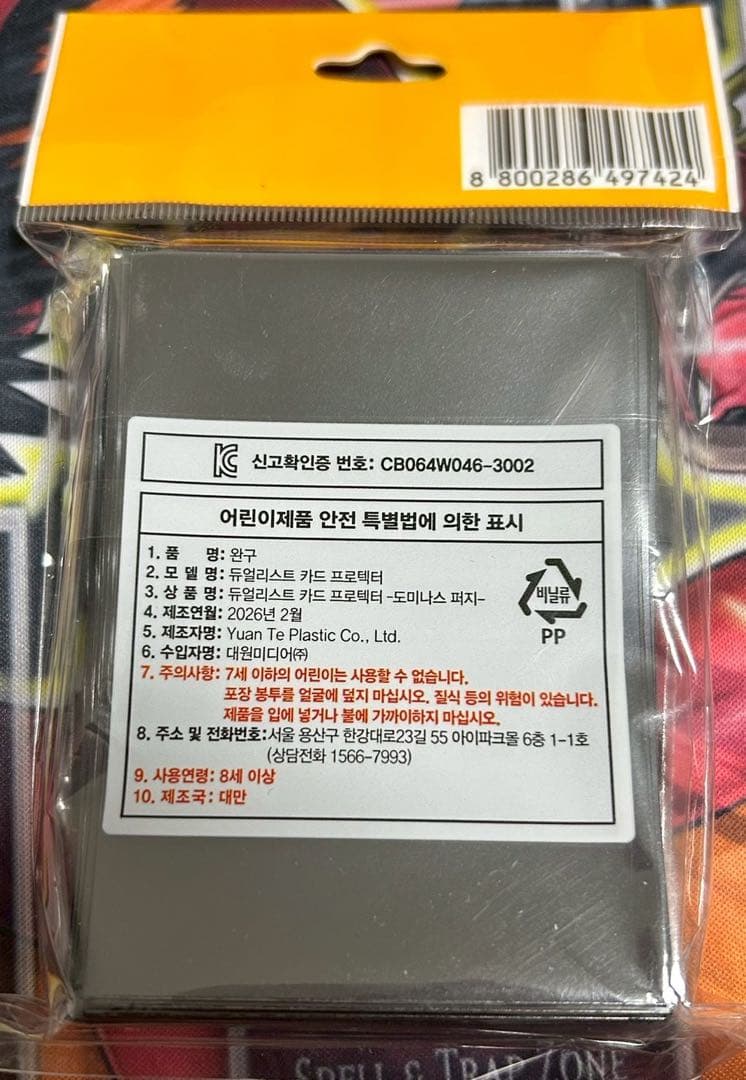 8 800286 497424
KC 신고확인증 번호: CB064W046-3002
어린이제품 안전 특별법에 의한 표시
1. 품 명: 완구
2. 모 델 명: 듀얼리스트 카드 프로텍터
3. 상 품 명: 듀얼리스트 카드 프로텍터 -도미나스 퍼지-
4. 제조연월: 2026년 2월
5. 제조자명: Yuan Te Plastic Co., Ltd.
6. 수입자명: 대원미디어㈜
비닐류
PP
7. 주의사항: 7세 이하의 어린이는 사용할 수 없습니다.
포장 봉투를 얼굴에 덮지 마십시오. 질식 등의 위험이 있습니다.
제품을 입에 넣거나 불에 가까이하지 마십시오.
8. 주소 및 전화번호:서울 용산구 한강대로23길 55 아이파크몰 6층 1-1호
(상담전화 1566-7993)
9. 사용연령: 8세 이상
10. 제조국: 대만
SPELL & TRAP ZONE